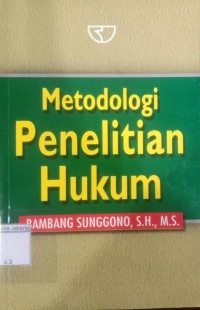 Metodologi
Penelitian
Hukum
BAMBANG SUNGGONO, S.H., M.S.